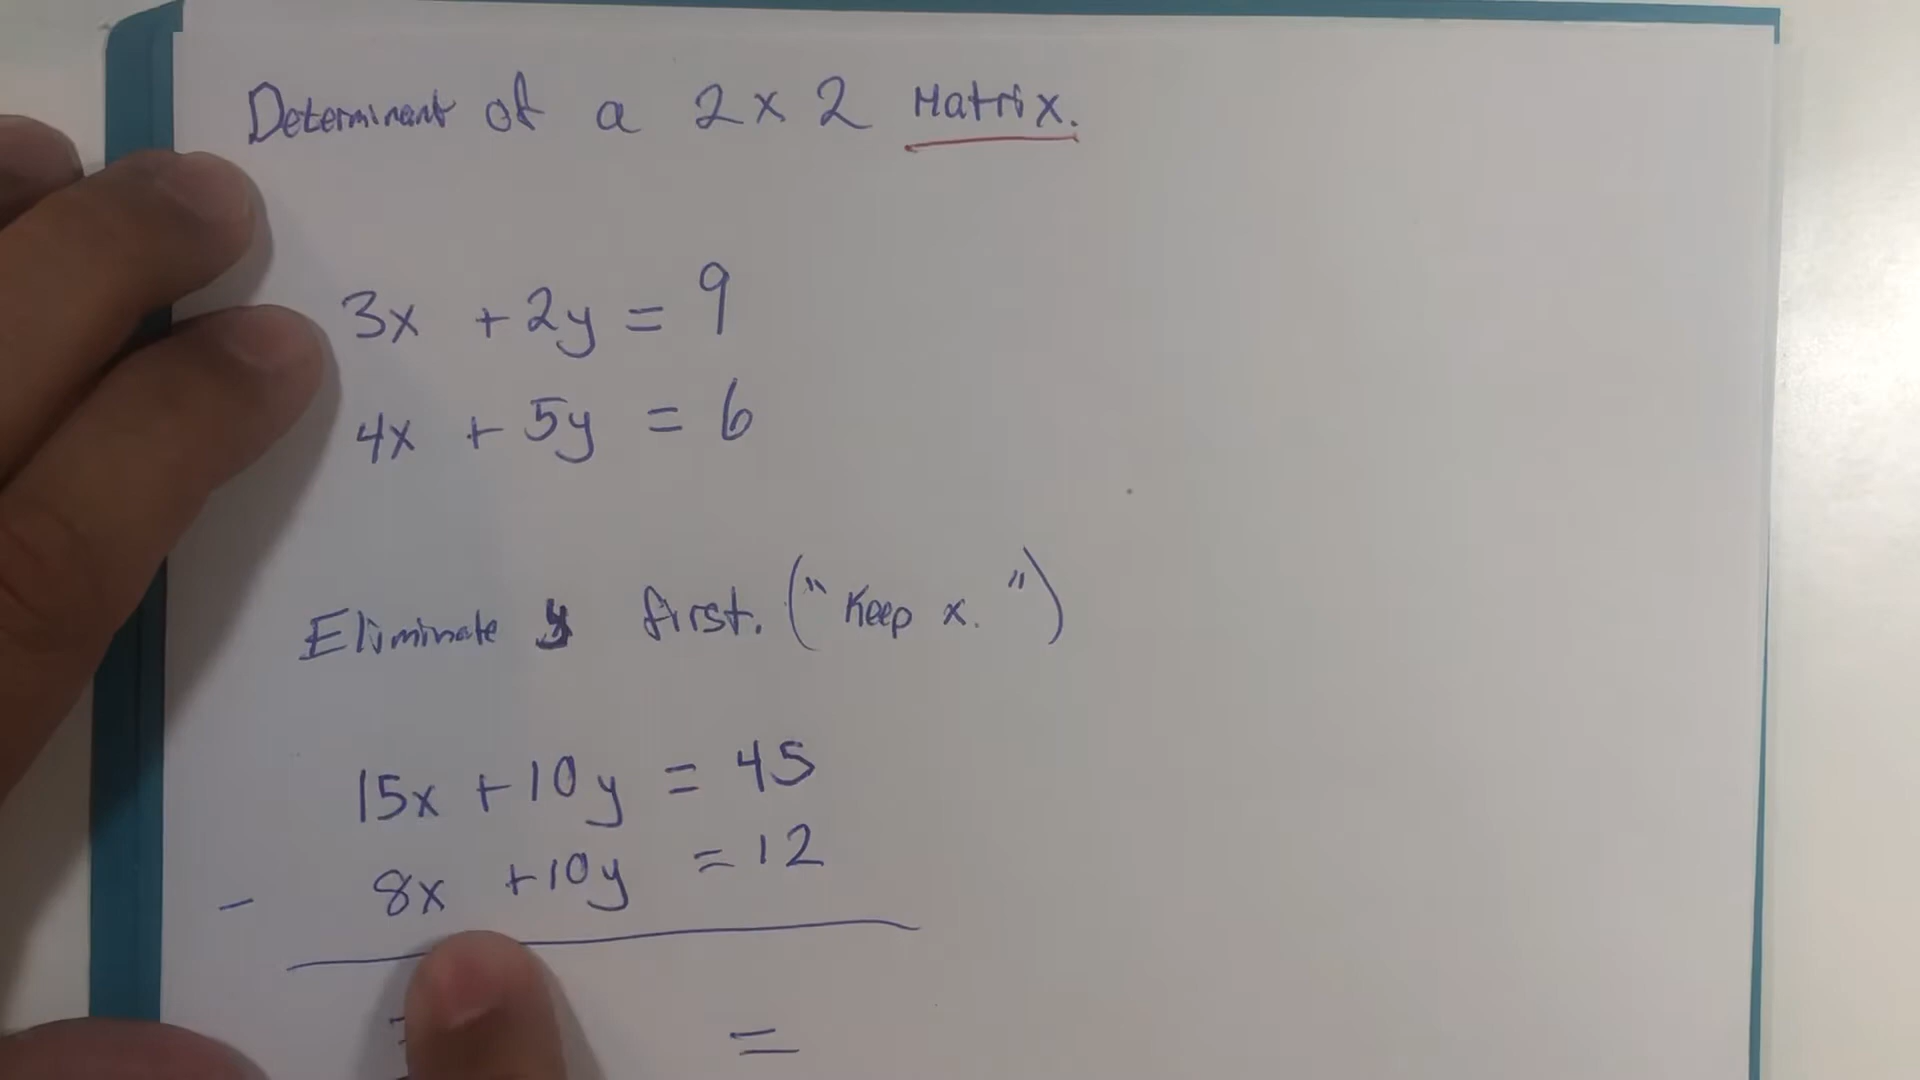 Determinant of a 2 x 2 Matrix.
3x + 2y = 9
4x + 5y = 6
Eliminate y first. ("Keep x.")
15x + 10y = 45
- 8x + 10y = 12
=